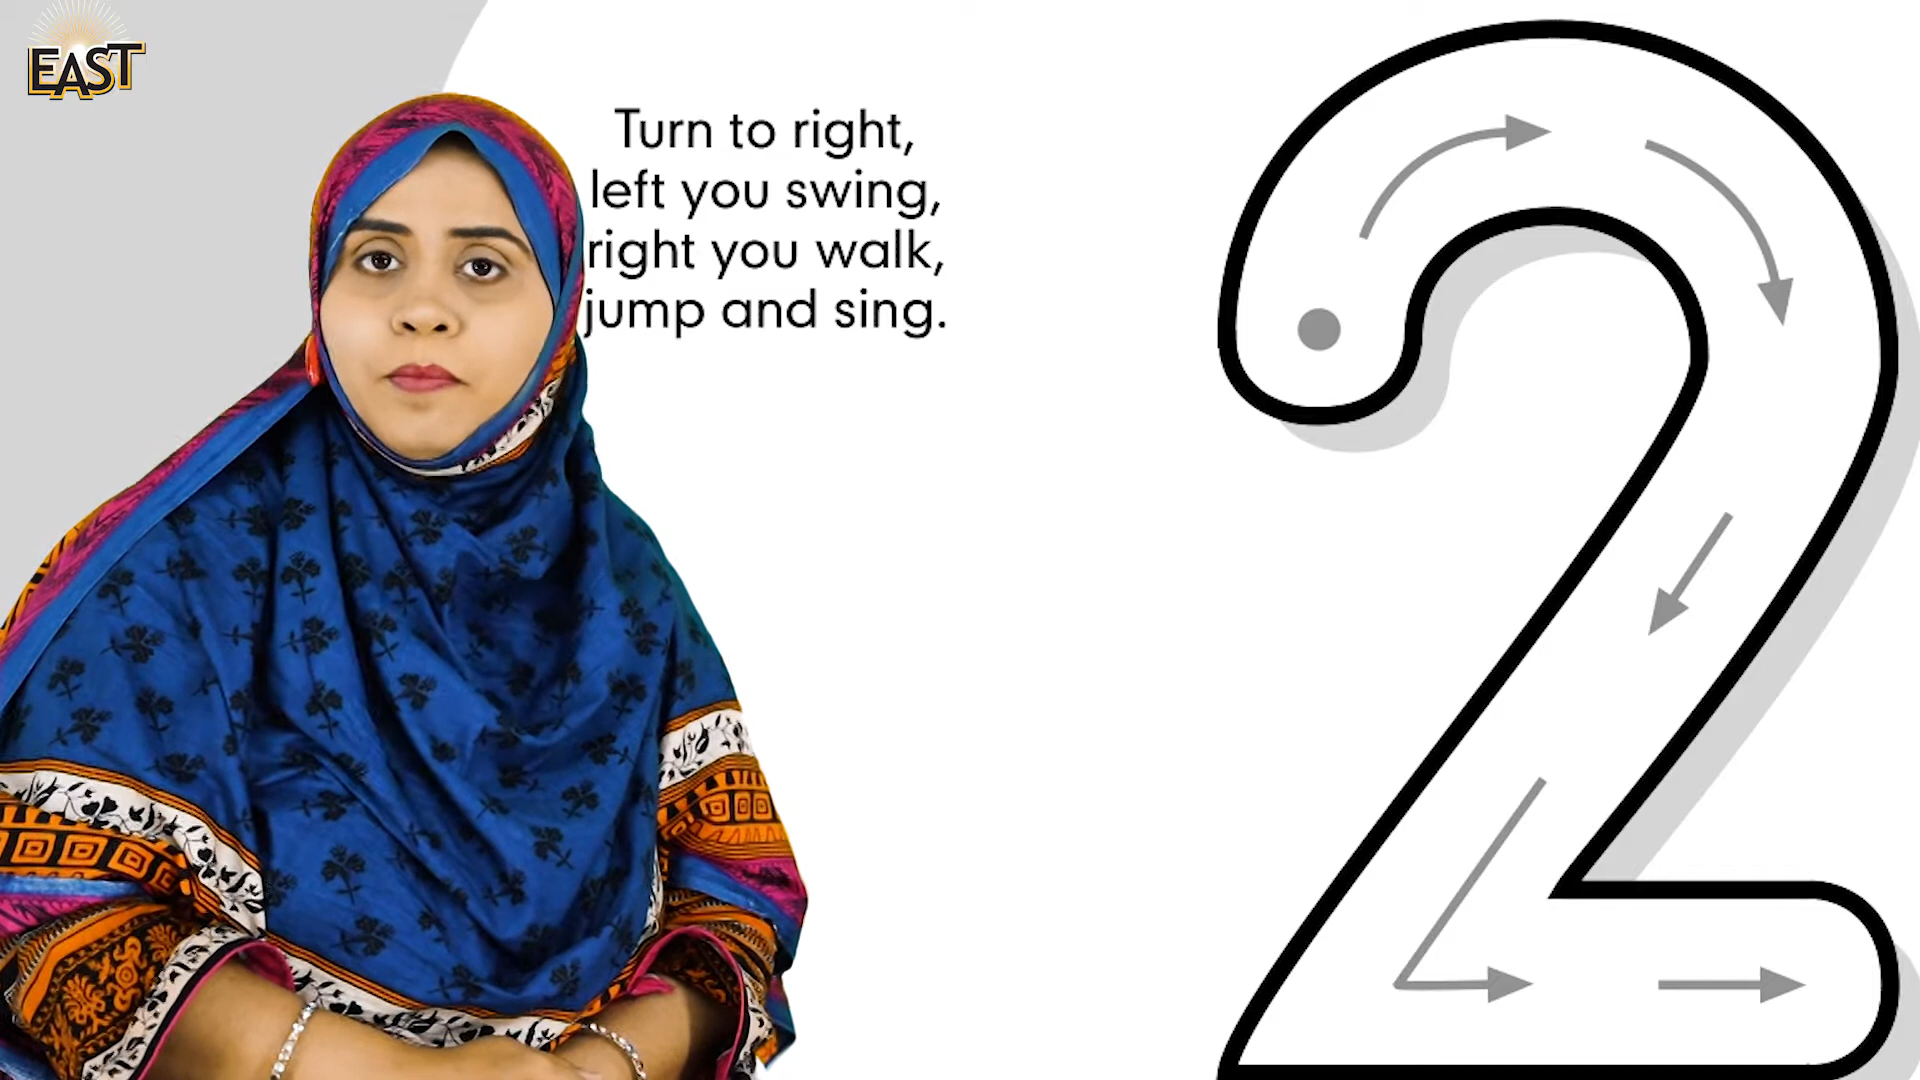 EAST
Turn to right,
left you swing,
right you walk,
jump and sing.
2